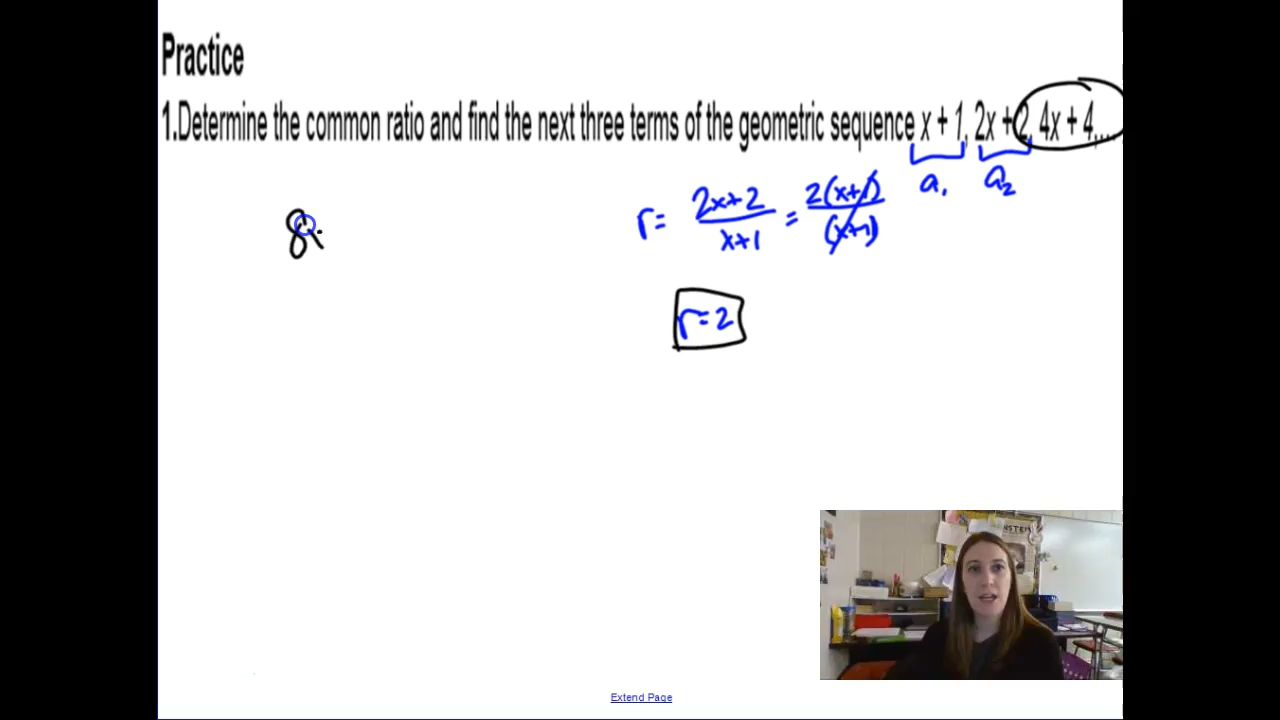 Practice
1.Determine the common ratio and find the next three terms of the geometric sequence x + 1, 2x + 2, 4x + 4,...
a₁ a₂
r = 2x+2 / x+1 = 2(x+1) / (x+1)
8x
r=2
Extend Page